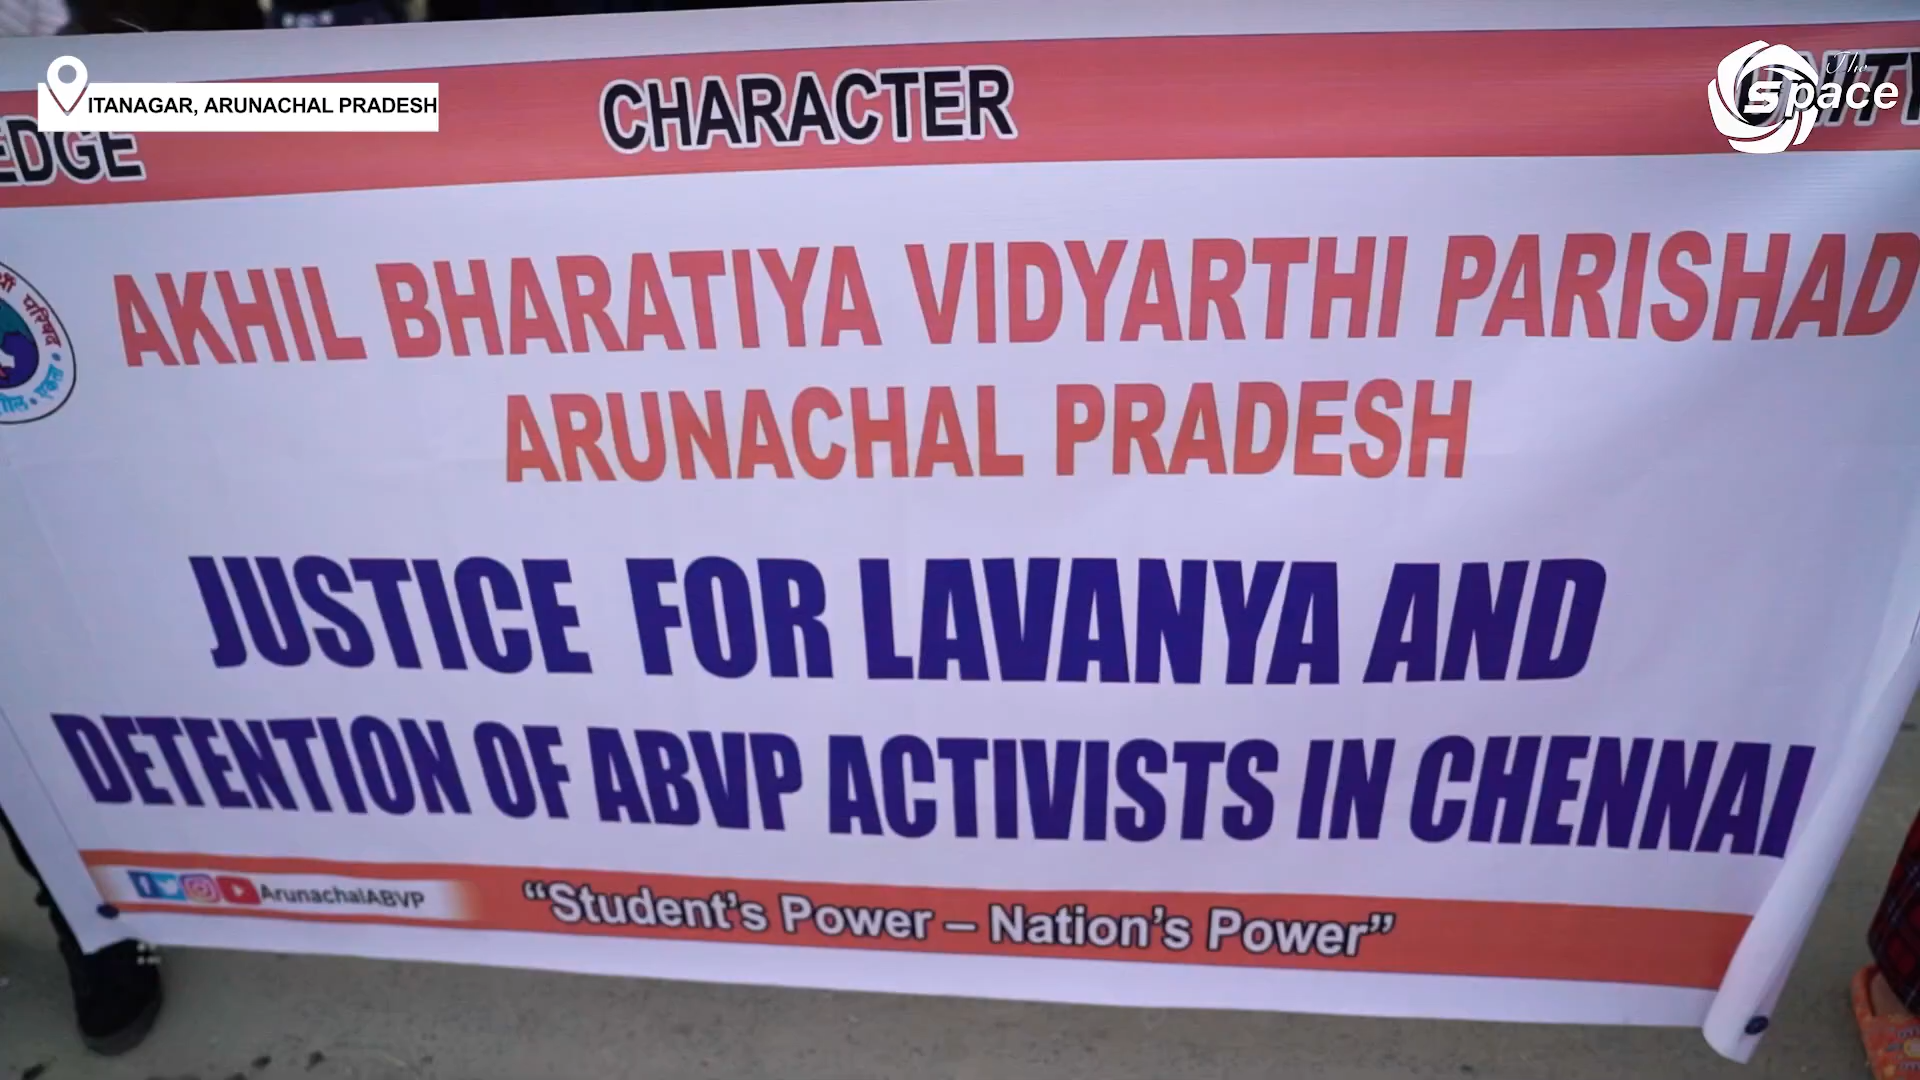 ITANAGAR, ARUNACHAL PRADESH
The
Space
EDGE CHARACTER UNITY
AKHIL BHARATIYA VIDYARTHI PARISHAD
ARUNACHAL PRADESH
JUSTICE FOR LAVANYA AND
DETENTION OF ABVP ACTIVISTS IN CHENNAI
ArunachalABVP
“Student's Power – Nation's Power”